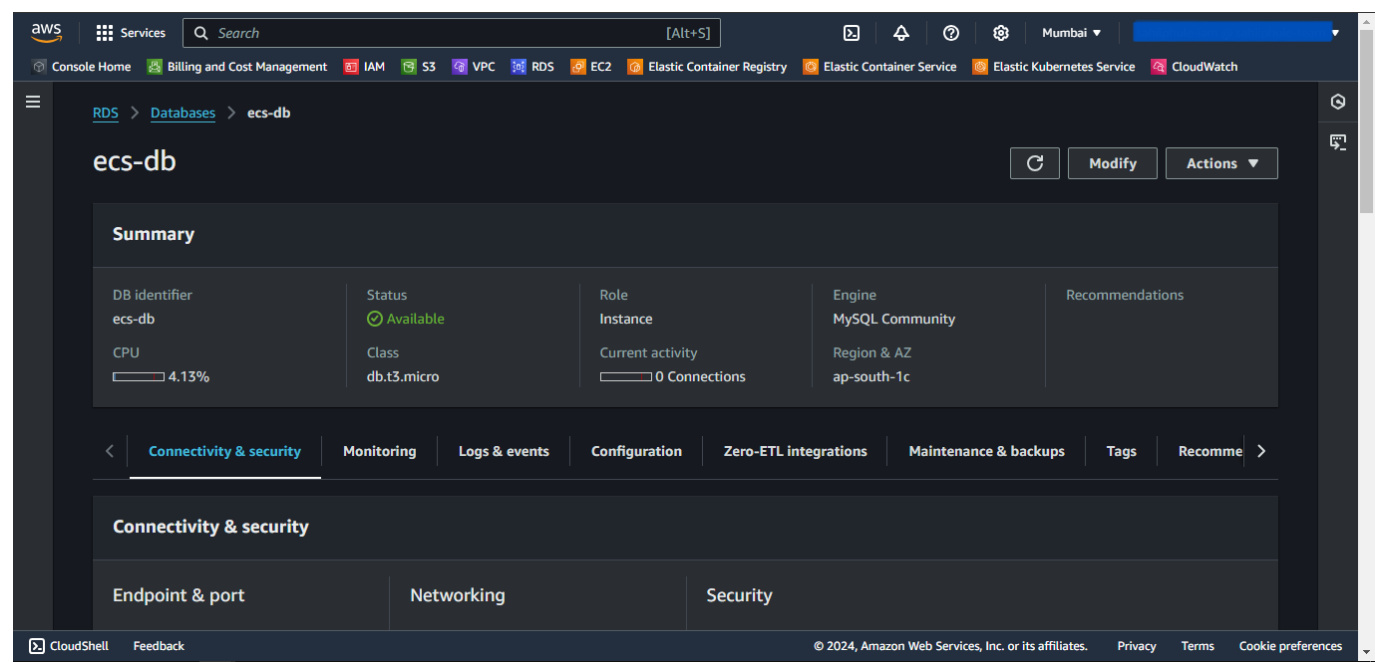 aws Services Search [Alt+S] Mumbai
Console Home Billing and Cost Management IAM S3 VPC RDS EC2 Elastic Container Registry Elastic Container Service Elastic Kubernetes Service CloudWatch
RDS > Databases > ecs-db
ecs-db Modify Actions
Summary
DB identifier Status Role Engine Recommendations
ecs-db Available Instance MySQL Community
CPU Class Current activity Region & AZ
4.13% db.t3.micro 0 Connections ap-south-1c
Connectivity & security Monitoring Logs & events Configuration Zero-ETL integrations Maintenance & backups Tags Recomme
Connectivity & security
Endpoint & port Networking Security
CloudShell Feedback © 2024, Amazon Web Services, Inc. or its affiliates. Privacy Terms Cookie preferences